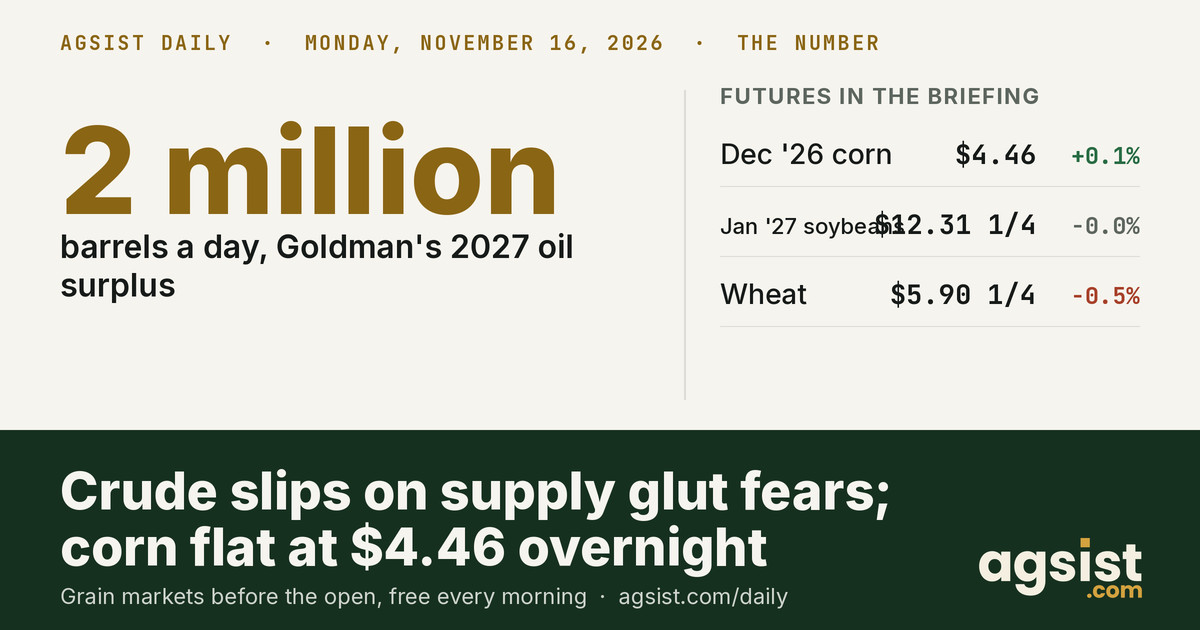 AGSIST DAILY · MONDAY, NOVEMBER 16, 2026 · THE NUMBER
2 million
barrels a day, Goldman's 2027 oil
surplus
FUTURES IN THE BRIEFING
Dec '26 corn $4.46 +0.1%
Jan '27 soybeans $12.31 1/4 -0.0%
Wheat $5.90 1/4 -0.5%
Crude slips on supply glut fears;
corn flat at $4.46 overnight
Grain markets before the open, free every morning · agsist.com/daily
agsist
.com